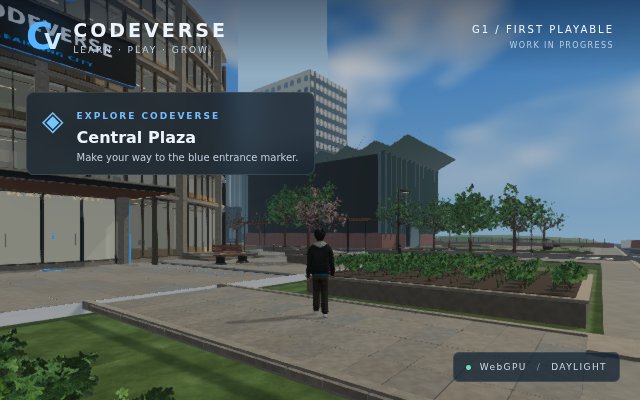 CODEVERSE
LEARN · PLAY · GROW
G1 / FIRST PLAYABLE
WORK IN PROGRESS
EXPLORE CODEVERSE
Central Plaza
Make your way to the blue entrance marker.
WebGPU / DAYLIGHT